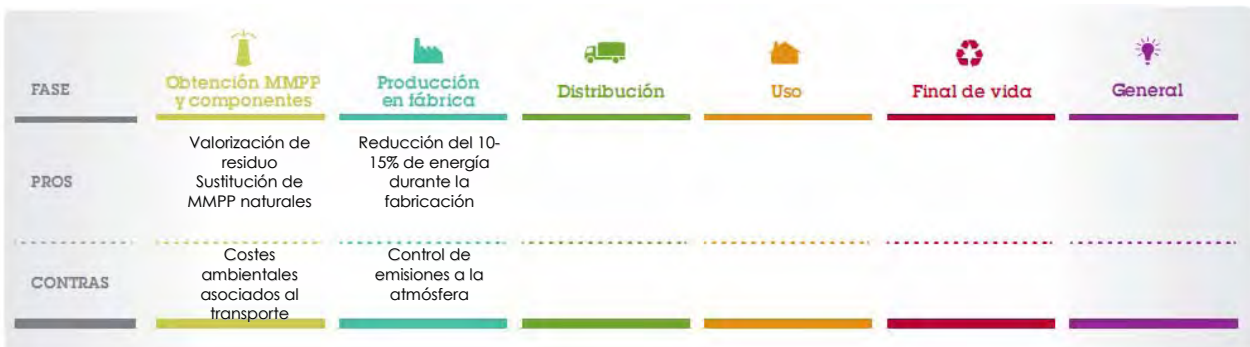 FASE
Obtención MMPP
y componentes
Producción
en fábrica
Distribución
Uso
Final de vida
General
PROS
Valorización de
residuo
Sustitución de
MMPP naturales
Reducción del 10-
15% de energía
durante la
fabricación
CONTRAS
Costes
ambientales
asociados al
transporte
Control de
emisiones a la
atmósfera